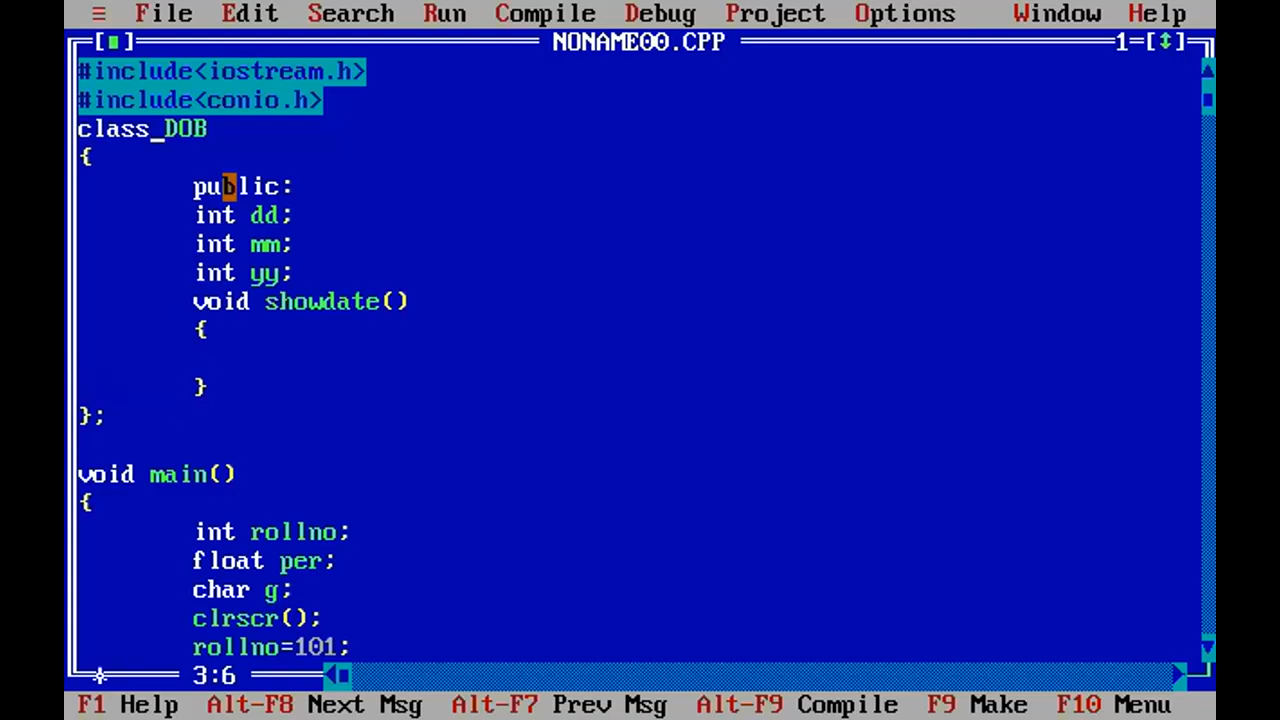 ≡ File Edit Search Run Compile Debug Project Options Window Help
[■] NONAME00.CPP 1=[↕]
#include<iostream.h>
#include<conio.h>
class DOB
{
public:
int dd;
int mm;
int yy;
void showdate()
{
}
};
void main()
{
int rollno;
float per;
char g;
clrscr();
rollno=101;
3:6
F1 Help Alt-F8 Next Msg Alt-F7 Prev Msg Alt-F9 Compile F9 Make F10 Menu